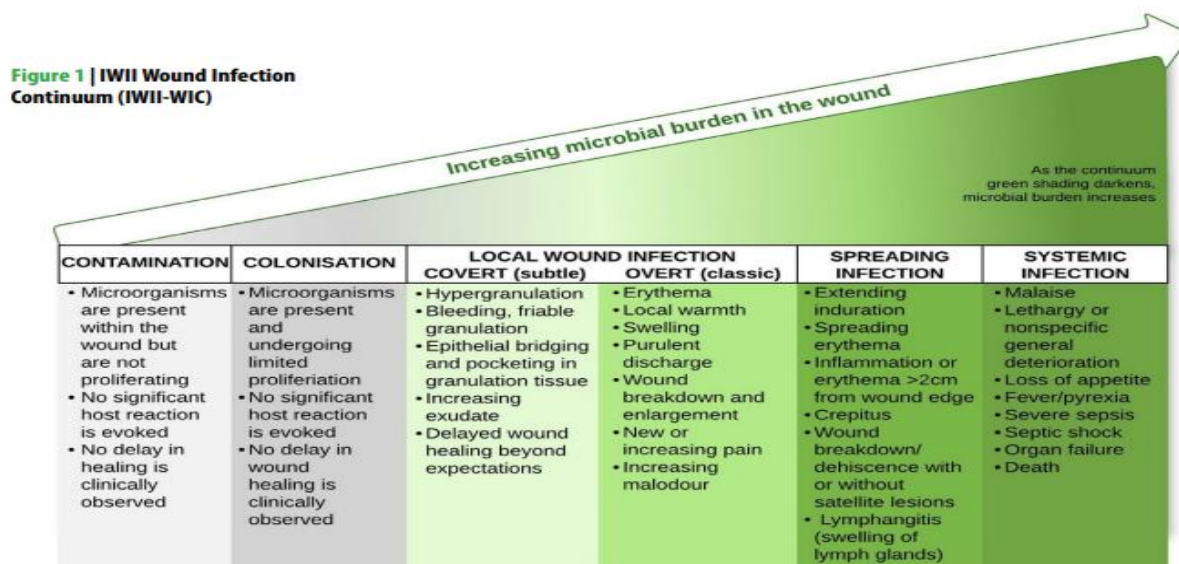 Figure 1 | IWII Wound Infection
Continuum (IWII-WIC)
Increasing microbial burden in the wound
As the continuum
green shading darkens,
microbial burden increases
CONTAMINATION
• Microorganisms
are present
within the
wound but
are not
proliferating
• No significant
host reaction
is evoked
• No delay in
healing is
clinically
observed
COLONISATION
• Microorganisms
are present
and
undergoing
limited
proliferiation
• No significant
host reaction
is evoked
• No delay in
wound
healing is
clinically
observed
LOCAL WOUND INFECTION
COVERT (subtle)
• Hypergranulation
• Bleeding, friable
granulation
• Epithelial bridging
and pocketing in
granulation tissue
• Increasing
exudate
• Delayed wound
healing beyond
expectations
OVERT (classic)
• Erythema
• Local warmth
• Swelling
• Purulent
discharge
• Wound
breakdown and
enlargement
• New or
increasing pain
• Increasing
malodour
SPREADING
INFECTION
• Extending
induration
• Spreading
erythema
• Inflammation or
erythema >2cm
from wound edge
• Crepitus
• Wound
breakdown/
dehiscence with
or without
satellite lesions
• Lymphangitis
(swelling of
lymph glands)
SYSTEMIC
INFECTION
• Malaise
• Lethargy or
nonspecific
general
deterioration
• Loss of appetite
• Fever/pyrexia
• Severe sepsis
• Septic shock
• Organ failure
• Death